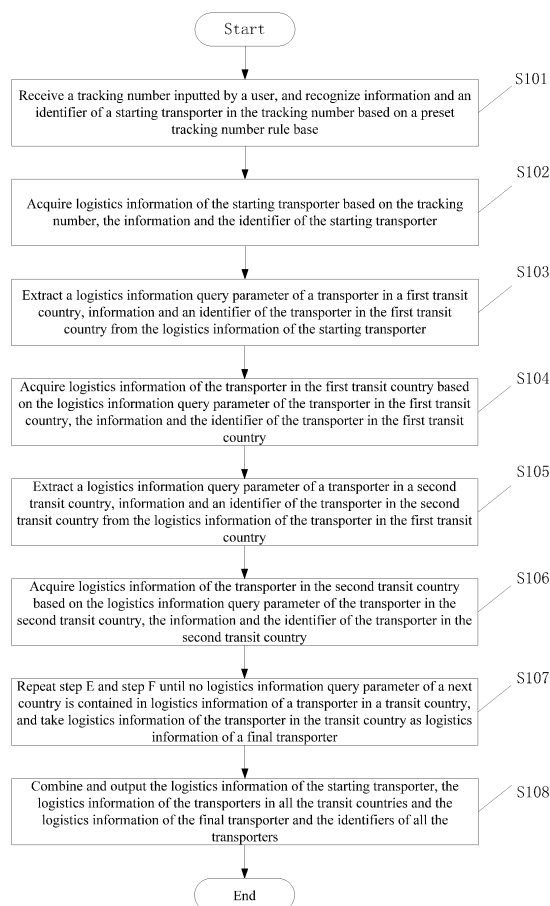 Start
S101
Receive a tracking number inputted by a user, and recognize information and an
identifier of a starting transporter in the tracking number based on a preset
tracking number rule base
S102
Acquire logistics information of the starting transporter based on the tracking
number, the information and the identifier of the starting transporter
S103
Extract a logistics information query parameter of a transporter in a first transit
country, information and an identifier of the transporter in the first transit
country from the logistics information of the starting transporter
S104
Acquire logistics information of the transporter in the first transit country based
on the logistics information query parameter of the transporter in the first transit
country, the information and the identifier of the transporter in the first transit
country
S105
Extract a logistics information query parameter of a transporter in a second
transit country, information and an identifier of the transporter in the second
transit country from the logistics information of the transporter in the first transit
country
S106
Acquire logistics information of the transporter in the second transit country
based on the logistics information query parameter of the transporter in the
second transit country, the information and the identifier of the transporter in the
second transit country
S107
Repeat step E and step F until no logistics information query parameter of a next
country is contained in logistics information of a transporter in a transit country,
and take logistics information of the transporter in the transit country as logistics
information of a final transporter
S108
Combine and output the logistics information of the starting transporter, the
logistics information of the transporters in all the transit countries and the
logistics information of the final transporter and the identifiers of all the
transporters
End